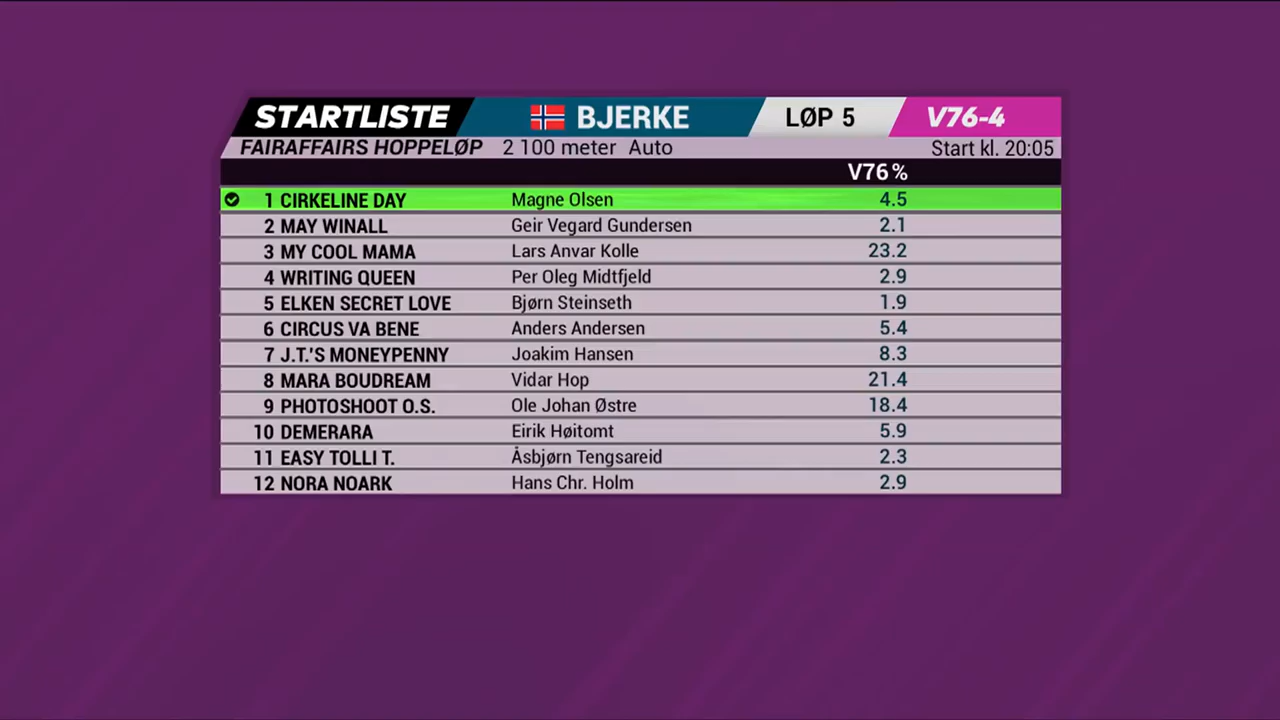 STARTLISTE BJERKE LØP 5 V76-4
FAIRAFFAIRS HOPPELØP 2 100 meter Auto Start kl. 20:05
V76%
1 CIRKELINE DAY Magne Olsen 4.5
2 MAY WINALL Geir Vegard Gundersen 2.1
3 MY COOL MAMA Lars Anvar Kolle 23.2
4 WRITING QUEEN Per Oleg Midtfjeld 2.9
5 ELKEN SECRET LOVE Bjørn Steinseth 1.9
6 CIRCUS VA BENE Anders Andersen 5.4
7 J.T.'S MONEYPENNY Joakim Hansen 8.3
8 MARA BOUDREAM Vidar Hop 21.4
9 PHOTOSHOOT O.S. Ole Johan Østre 18.4
10 DEMERARA Eirik Høitomt 5.9
11 EASY TOLLI T. Åsbjørn Tengsareid 2.3
12 NORA NOARK Hans Chr. Holm 2.9